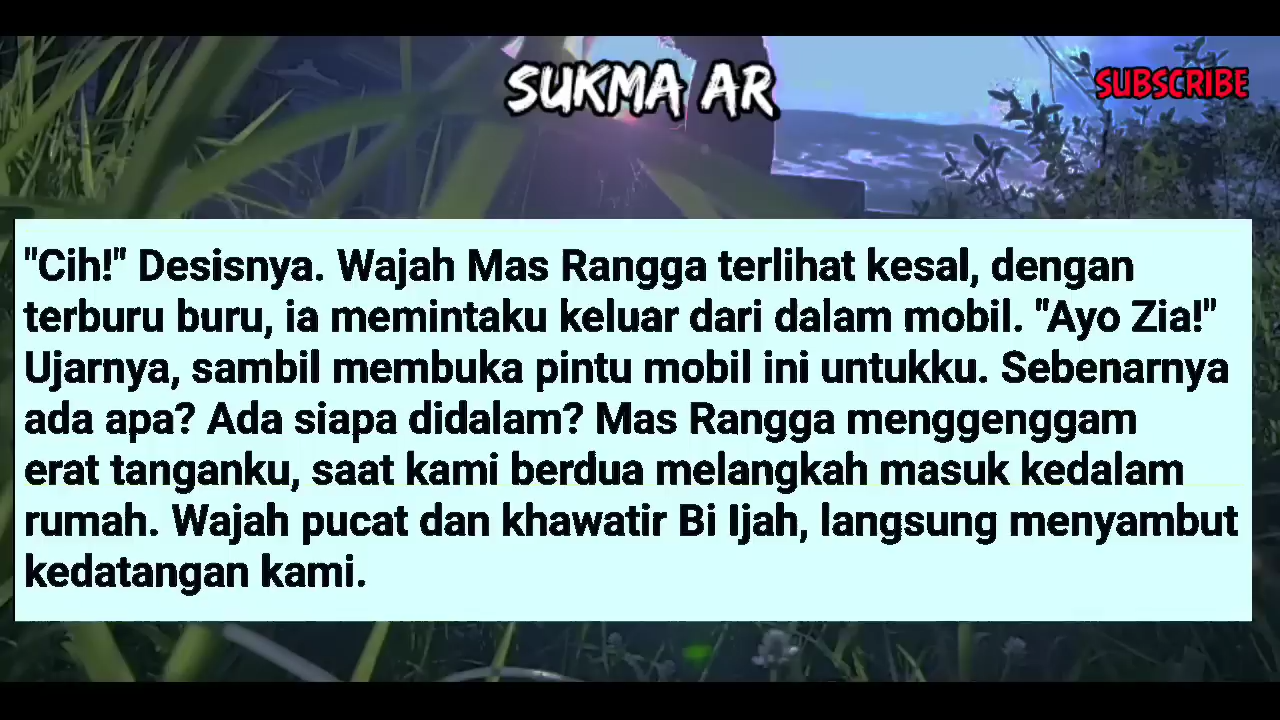 SUKMA AR
SUBSCRIBE
"Cih!" Desisnya. Wajah Mas Rangga terlihat kesal, dengan
terburu buru, ia memintaku keluar dari dalam mobil. "Ayo Zia!"
Ujarnya, sambil membuka pintu mobil ini untukku. Sebenarnya
ada apa? Ada siapa didalam? Mas Rangga menggenggam
erat tanganku, saat kami berdua melangkah masuk kedalam
rumah. Wajah pucat dan khawatir Bi Ijah, langsung menyambut
kedatangan kami.